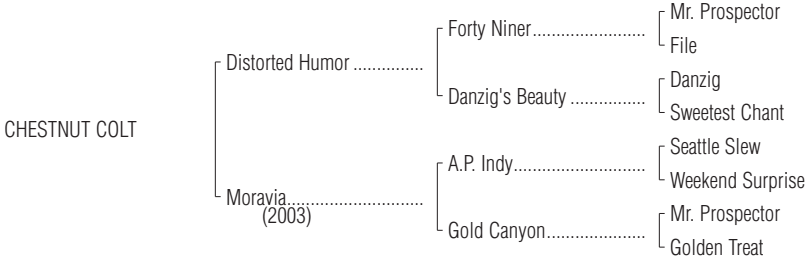 Mr. Prospector
Forty Niner.......................
File
Distorted Humor ..............
Danzig
Danzig's Beauty ...............
Sweetest Chant
CHESTNUT COLT
Seattle Slew
A.P. Indy...........................
Weekend Surprise
Moravia............................
(2003)
Mr. Prospector
Gold Canyon....................
Golden Treat